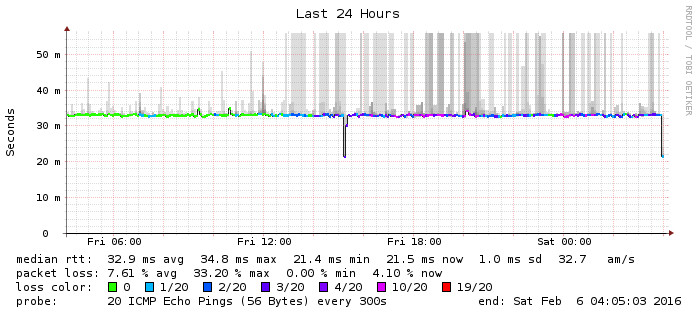 Last 24 Hours
RRDTOOL / TOBI OETIKER
Seconds
50 m
40 m
30 m
20 m
10 m
0
Fri 06:00 Fri 12:00 Fri 18:00 Sat 00:00
median rtt: 32.9 ms avg 34.8 ms max 21.4 ms min 21.5 ms now 1.0 ms sd 32.7 am/s
packet loss: 7.61 % avg 33.20 % max 0.00 % min 4.10 % now
loss color: 0 1/20 2/20 3/20 4/20 10/20 19/20
probe: 20 ICMP Echo Pings (56 Bytes) every 300s end: Sat Feb 6 04:05:03 2016